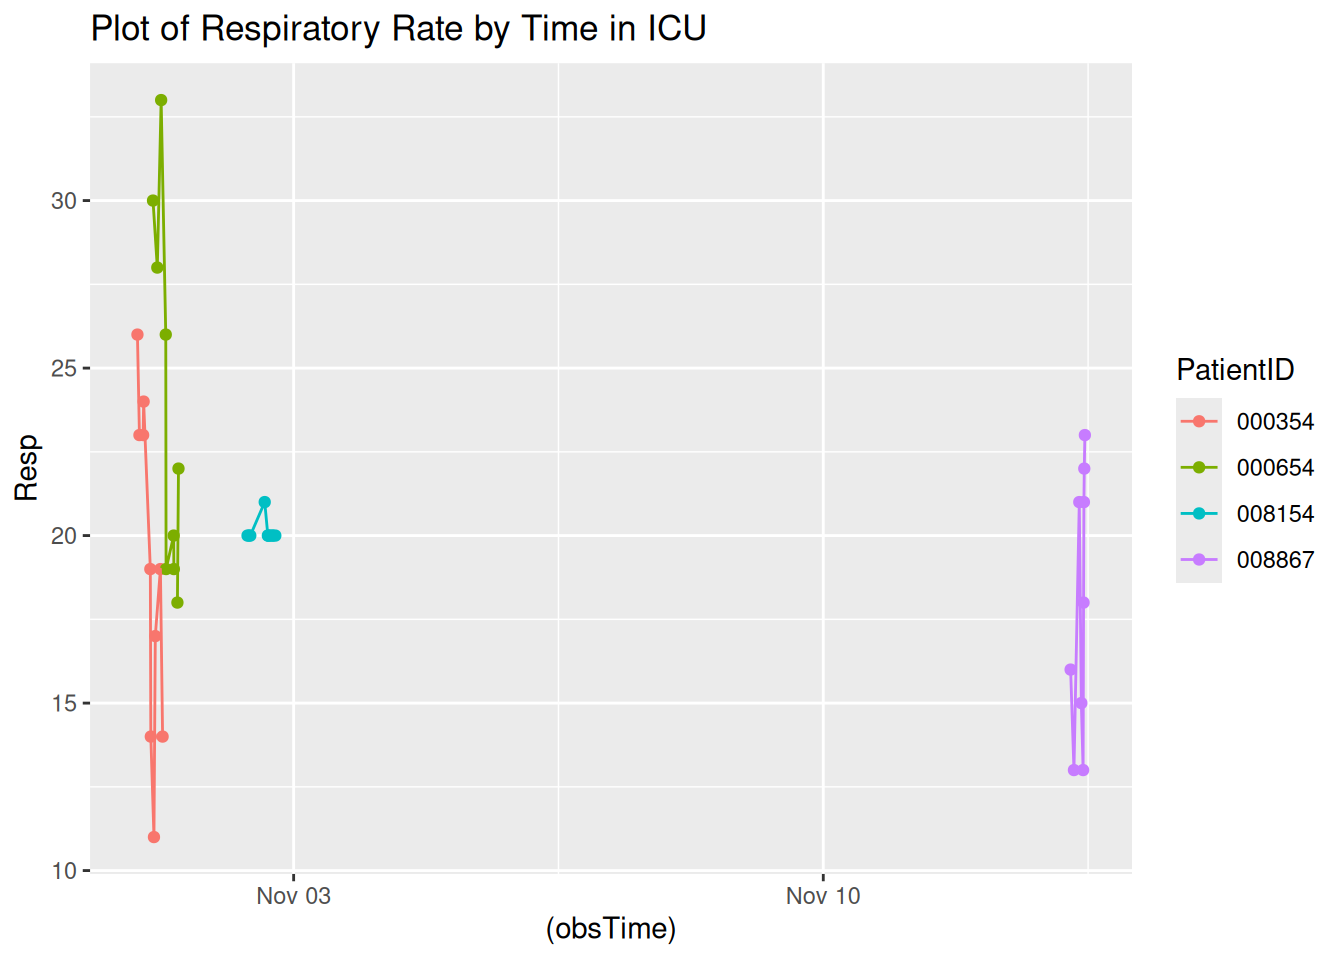 Plot of Respiratory Rate by Time in ICU
Resp
30
25
20
15
10
Nov 03
Nov 10
(obsTime)
PatientID
000354
000654
008154
008867